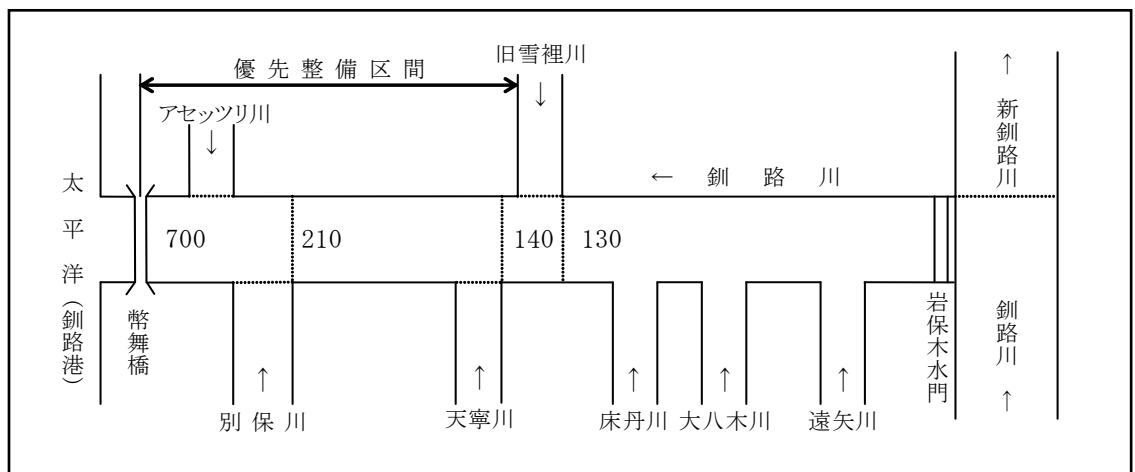 旧雪裡川
優先整備区間
↓
アセッツリ川
↓
↑
新釧路川
← 釧路川
太平洋(釧路港)
700
210
140
130
幣舞橋
岩保木水門
釧路川
↑
↑
別保川
↑
天寧川
↑
床丹川
↑
大八木川
↑
遠矢川